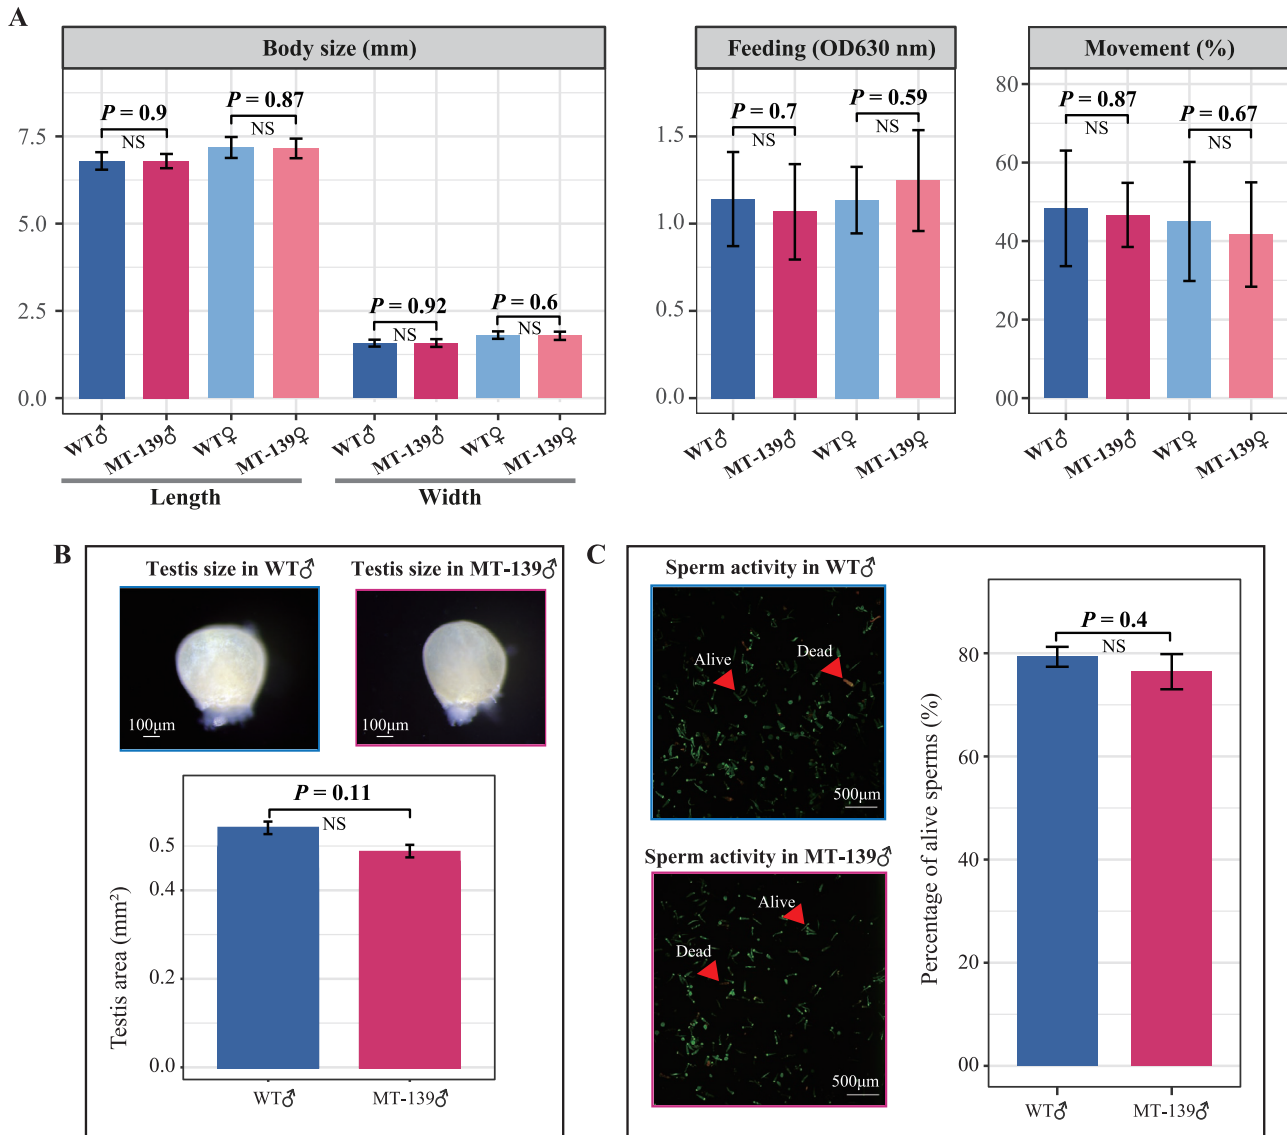 A
Body size (mm)
Feeding (OD630 nm)
Movement (%)
P = 0.9
NS
P = 0.87
NS
P = 0.92
NS
P = 0.6
NS
7.5
5.0
2.5
0.0
WT♂
MT-139♂
WT♀
MT-139♀
WT♂
MT-139♂
WT♀
MT-139♀
Length
Width
P = 0.7
NS
P = 0.59
NS
1.5
1.0
0.5
0.0
WT♂
MT-139♂
WT♀
MT-139♀
P = 0.87
NS
P = 0.67
NS
80
60
40
20
00
WT♂
MT-139♂
WT♀
MT-139♀
B
Testis size in WT♂
Testis size in MT-139♂
100μm
100μm
P = 0.11
NS
Testis area (mm²)
0.5
0.4
0.2
0.0
WT♂
MT-139♂
C
Sperm activity in WT♂
Alive
Dead
500μm
Sperm activity in MT-139♂
Alive
Dead
500μm
P = 0.4
NS
Percentage of alive sperms (%)
80
60
80
20
00
WT♂
MT-139♂